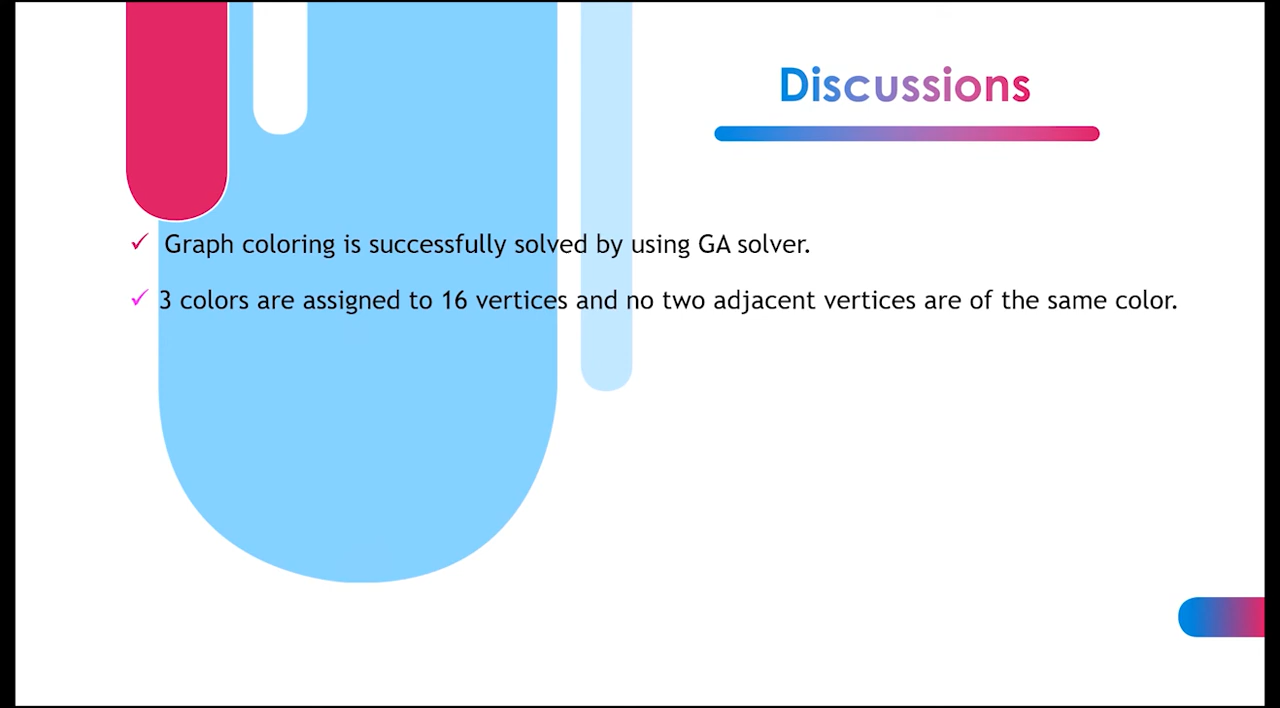 Discussions
✓ Graph coloring is successfully solved by using GA solver.
✓ 3 colors are assigned to 16 vertices and no two adjacent vertices are of the same color.